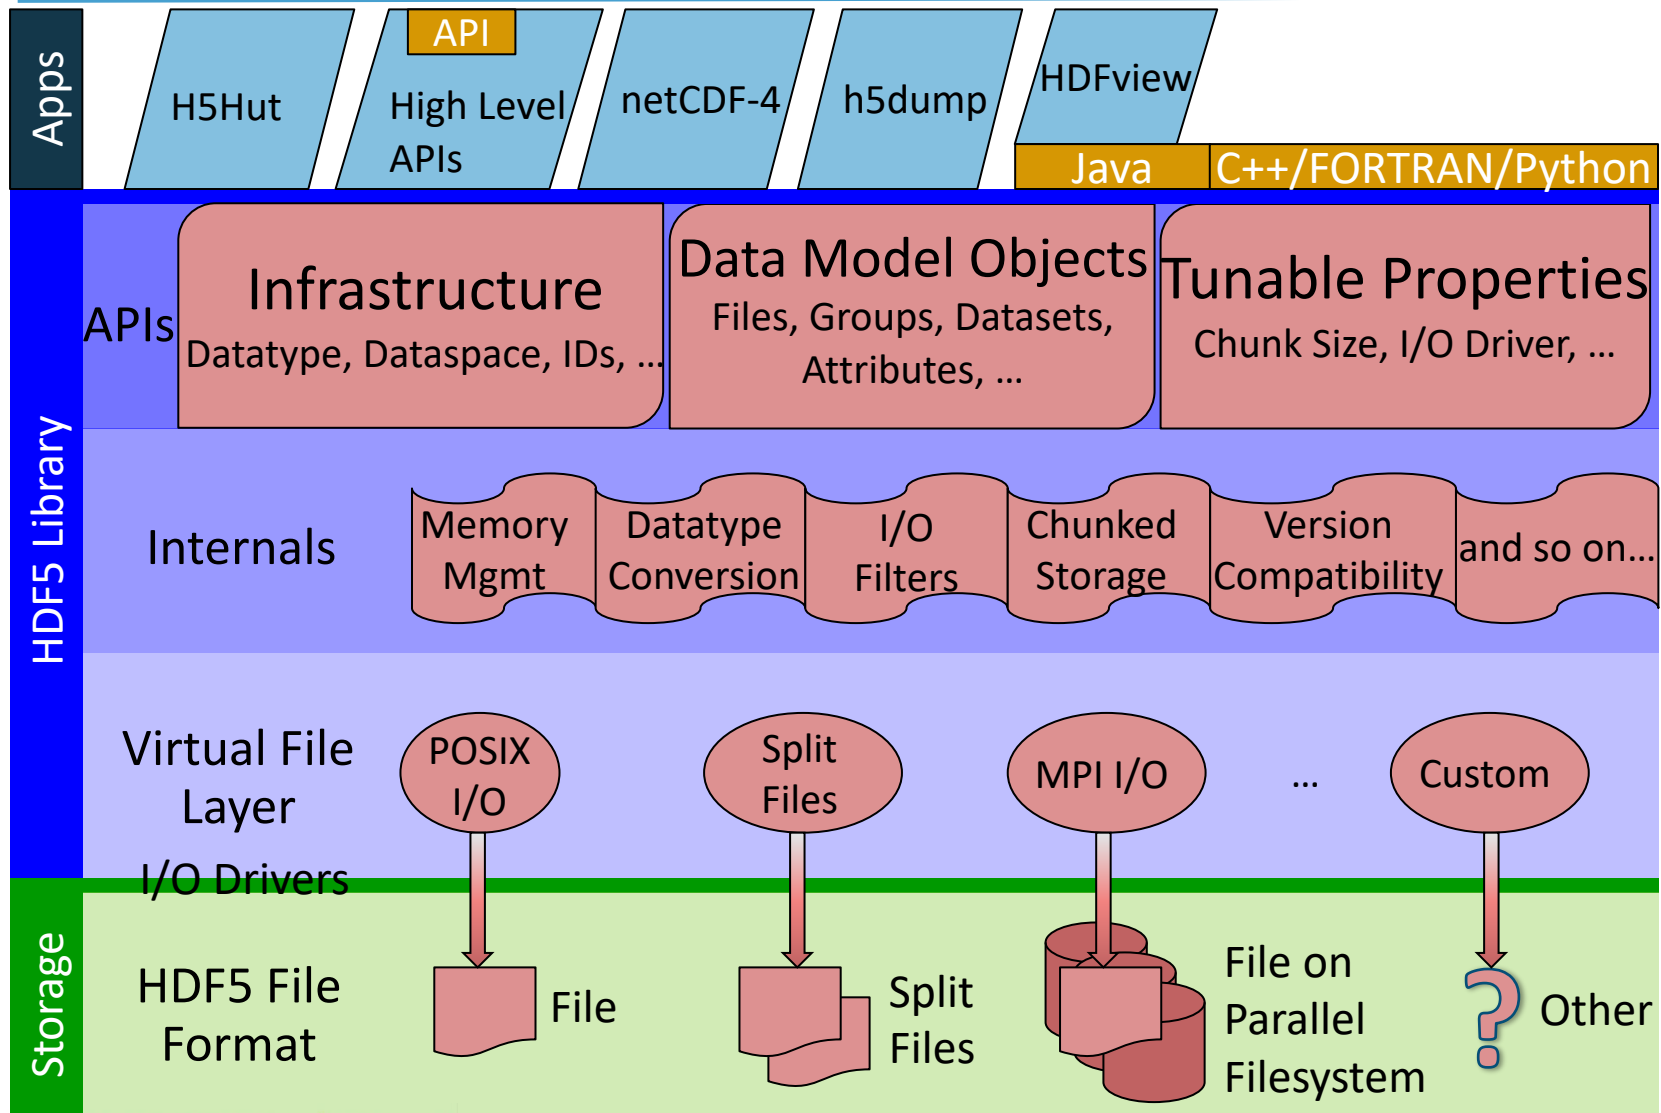 Apps
H5Hut
API
High Level
APIs
netCDF-4
h5dump
HDFview
Java
C++/FORTRAN/Python
HDF5 Library
APIs
Infrastructure
Datatype, Dataspace, IDs, …
Data Model Objects
Files, Groups, Datasets,
Attributes, …
Tunable Properties
Chunk Size, I/O Driver, …
Internals
Memory
Mgmt
Datatype
Conversion
I/O
Filters
Chunked
Storage
Version
Compatibility
and so on…
Virtual File
Layer
I/O Drivers
POSIX
I/O
Split
Files
MPI I/O
…
Custom
Storage
HDF5 File
Format
File
Split
Files
File on
Parallel
Filesystem
?
Other